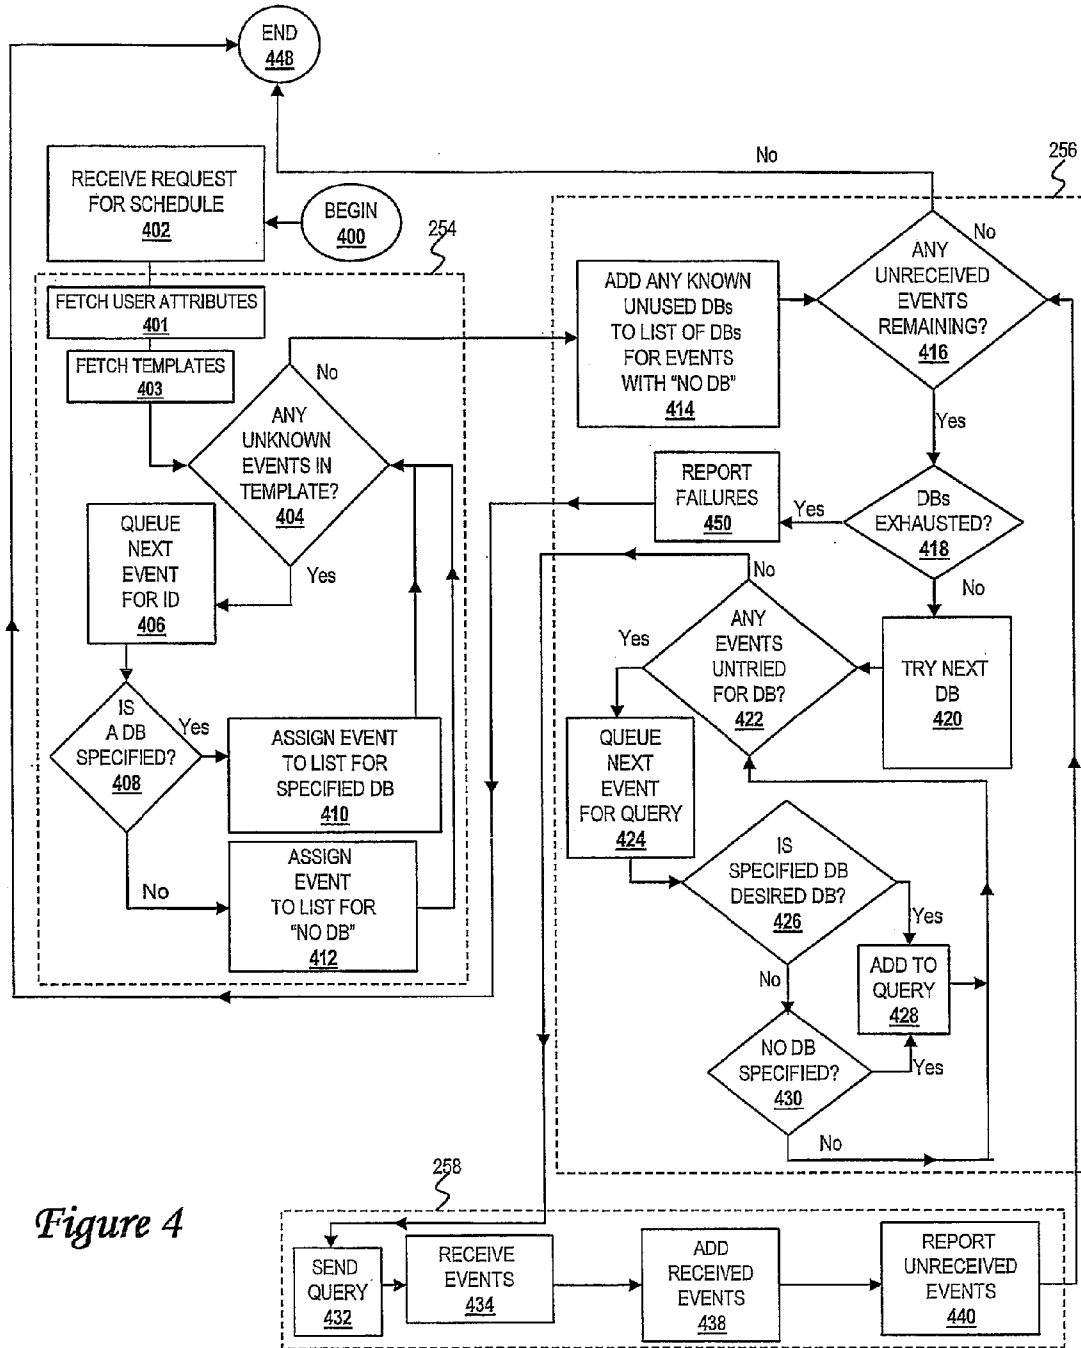 END
448
No
256
RECEIVE REQUEST
FOR SCHEDULE
402
BEGIN
400
254
FETCH USER ATTRIBUTES
401
FETCH TEMPLATES
403
No
ANY
UNKNOWN
EVENTS IN
TEMPLATE?
404
Yes
QUEUE
NEXT
EVENT
FOR ID
406
IS
A DB
SPECIFIED?
408
Yes
No
ASSIGN EVENT
TO LIST FOR
SPECIFIED DB
410
ASSIGN
EVENT
TO LIST FOR
"NO DB"
412
ADD ANY KNOWN
UNUSED DBs
TO LIST OF DBs
FOR EVENTS
WITH "NO DB"
414
No
ANY
UNRECEIVED
EVENTS
REMAINING?
416
Yes
REPORT
FAILURES
450
Yes
DBs
EXHAUSTED?
418
No
No
Yes
ANY
EVENTS
UNTRIED
FOR DB?
422
TRY NEXT
DB
420
QUEUE
NEXT
EVENT
FOR QUERY
424
IS
SPECIFIED DB
DESIRED DB?
426
Yes
No
ADD TO
QUERY
428
NO DB
SPECIFIED?
430
Yes
No
258
Figure 4
SEND
QUERY
432
RECEIVE
EVENTS
434
ADD
RECEIVED
EVENTS
438
REPORT
UNRECEIVED
EVENTS
440